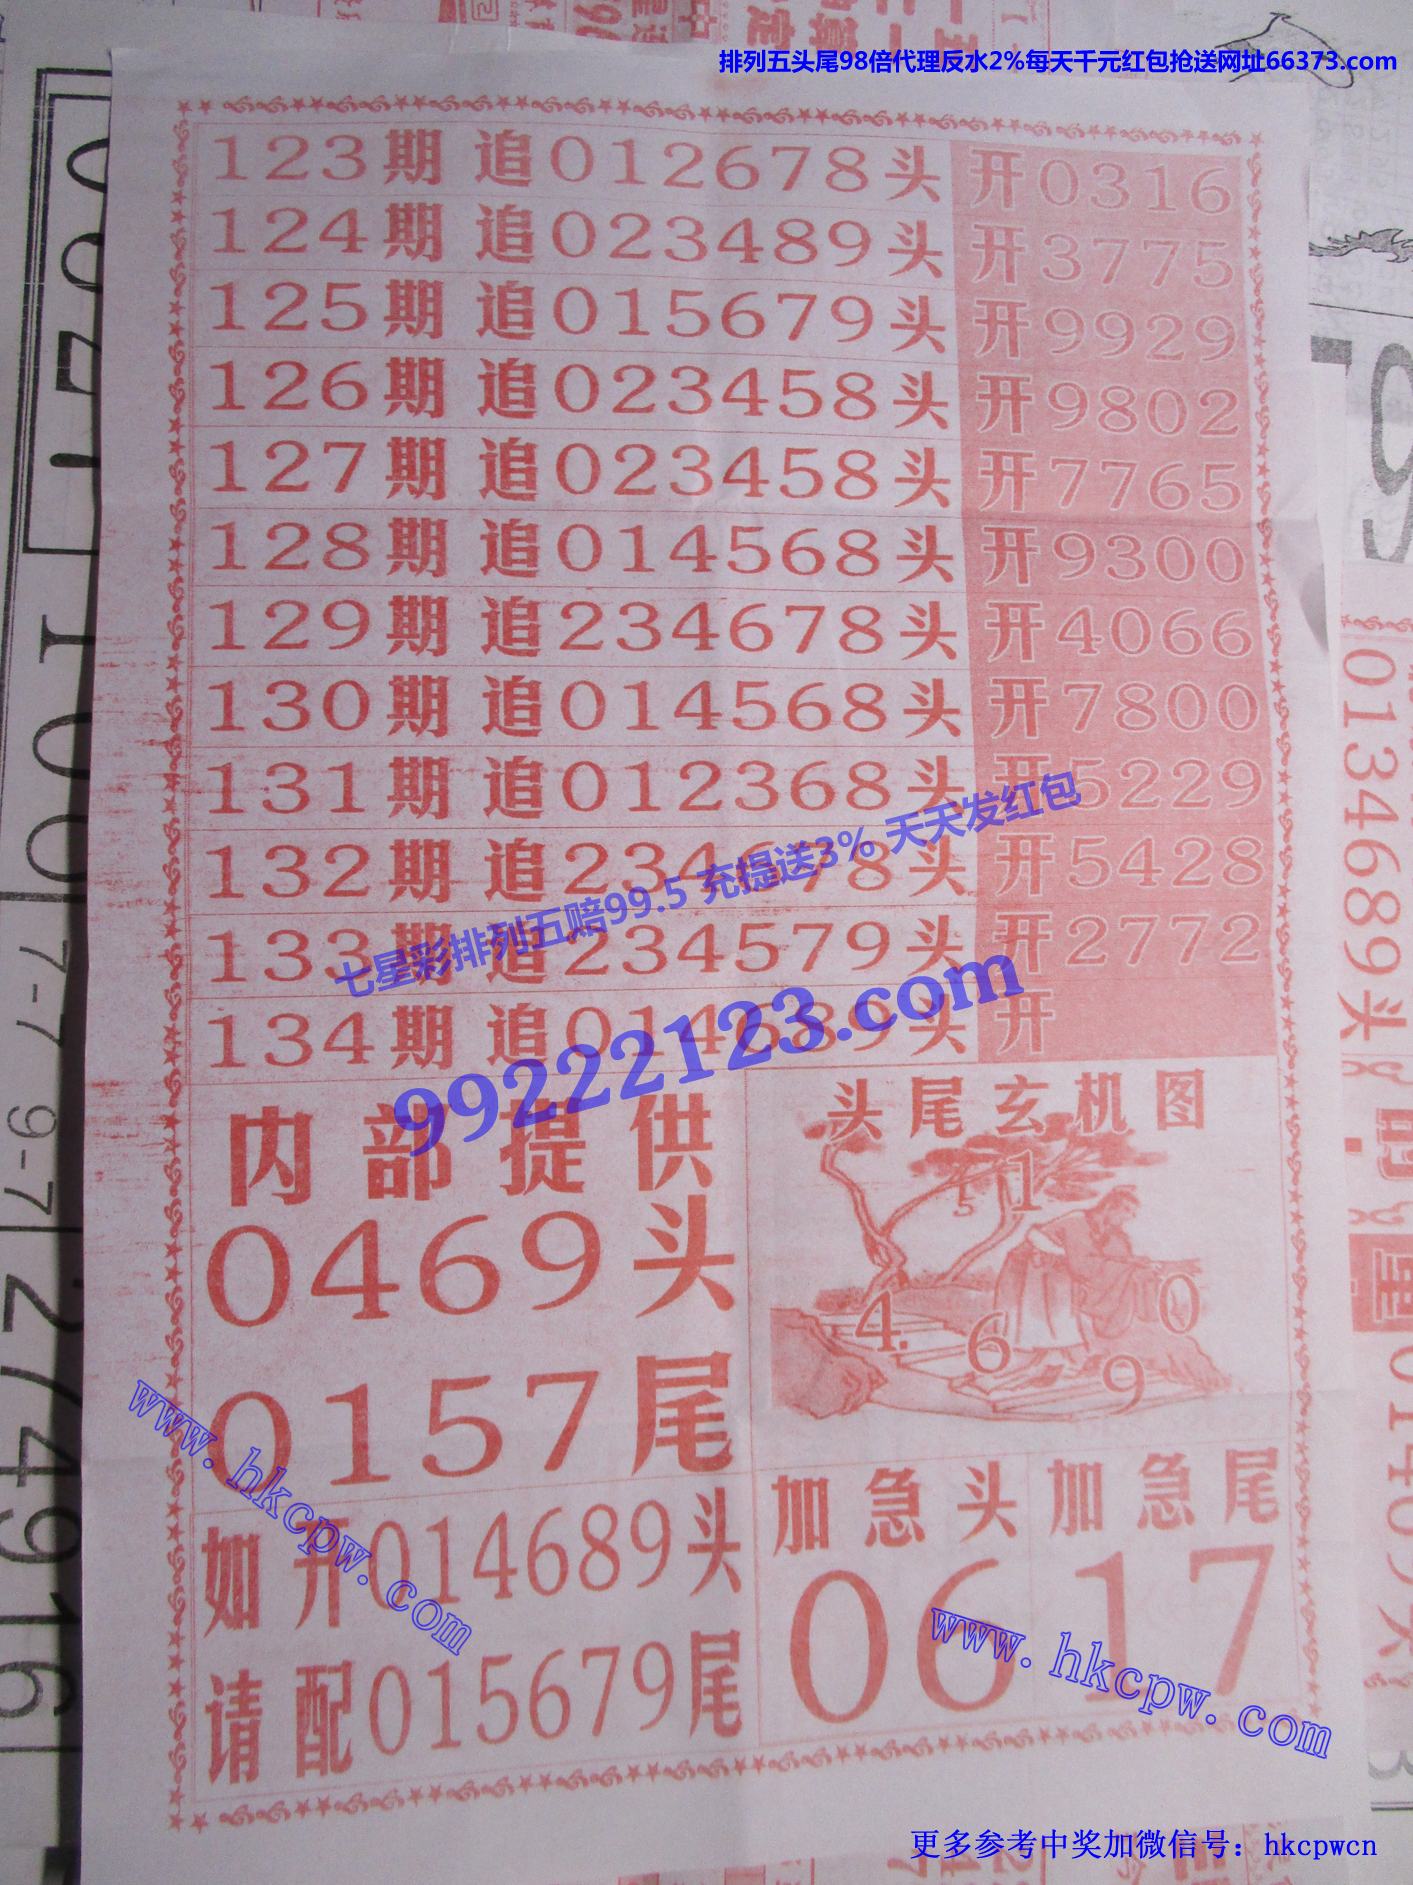 排列五头尾98倍代理反水2%每天千元红包抢送网址66373.com
123期 追012678头 开0316
124期 追023489头 开3775
125期 追015679头 开9929
126期 追023458头 开9802
127期 追023458头 开7765
128期 追014568头 开9300
129期 追234678头 开4066
130期 追014568头 开7800
131期 追012368头 开5229
132期 追234678头 开5428
133期 追234579头 开2772
134期 追014689头 开
七星彩排列五赔99.5 充提送3% 天天发红包
99222123.com
内部提供
0469头
0157尾
头尾玄机图
1
4.
6
0
9
如开014689头
请配015679尾
加急头
06
加急尾
17
www.hkcpw.com
www.hkcpw.com
0134689头
更多参考中奖加微信号：hkcpwcn